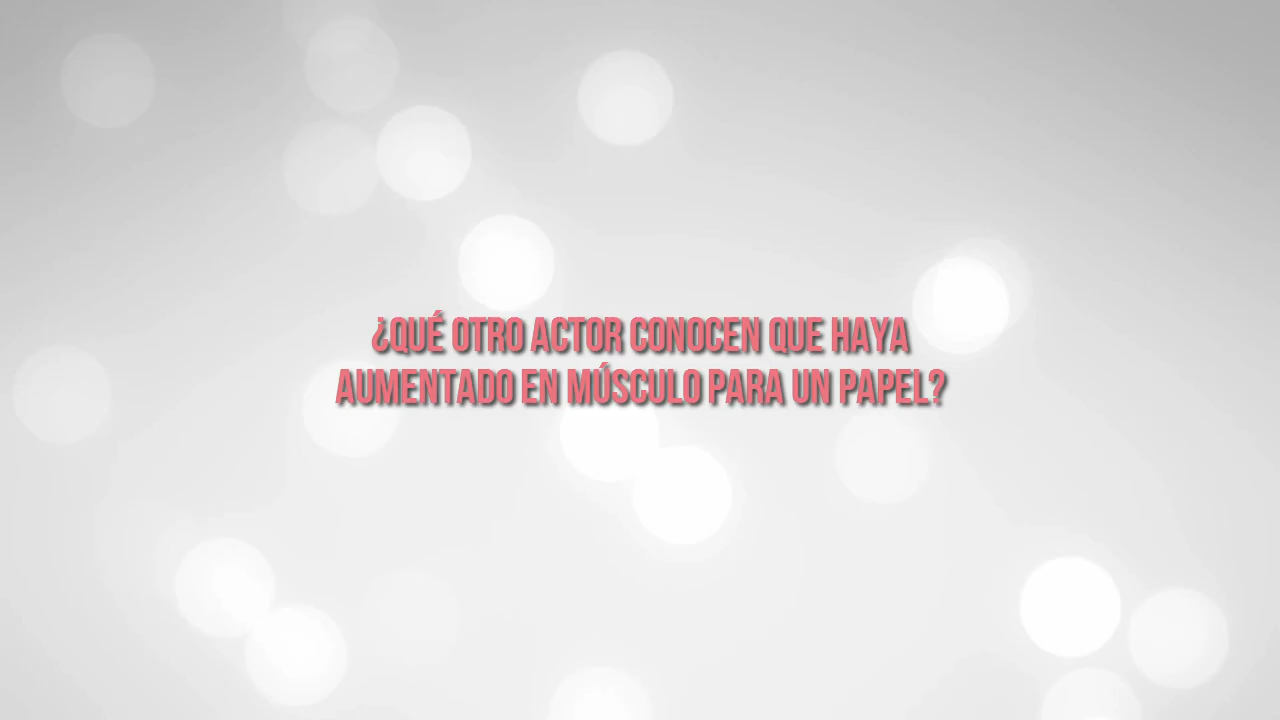 ¿QUÉ OTRO ACTOR CONOCEN QUE HAYA
AUMENTADO EN MÚSCULO PARA UN PAPEL?